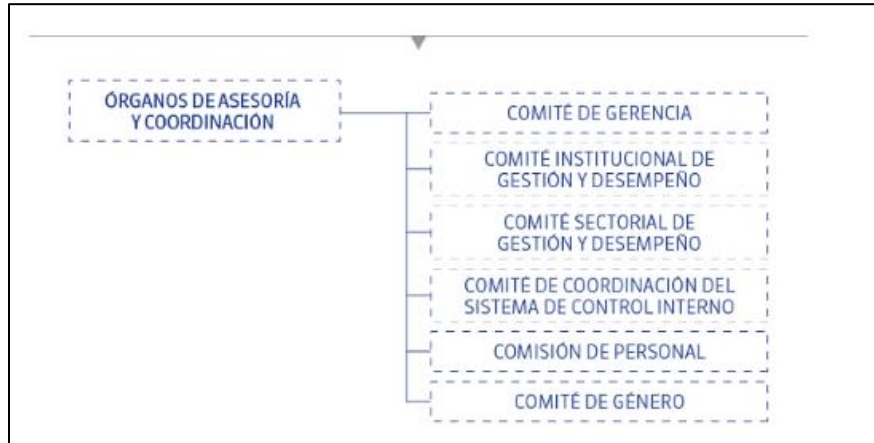 ÓRGANOS DE ASESORÍA
Y COORDINACIÓN
COMITÉ DE GERENCIA
COMITÉ INSTITUCIONAL DE
GESTIÓN Y DESEMPEÑO
COMITÉ SECTORIAL DE
GESTIÓN Y DESEMPEÑO
COMITÉ DE COORDINACIÓN DEL
SISTEMA DE CONTROL INTERNO
COMISIÓN DE PERSONAL
COMITÉ DE GÉNERO